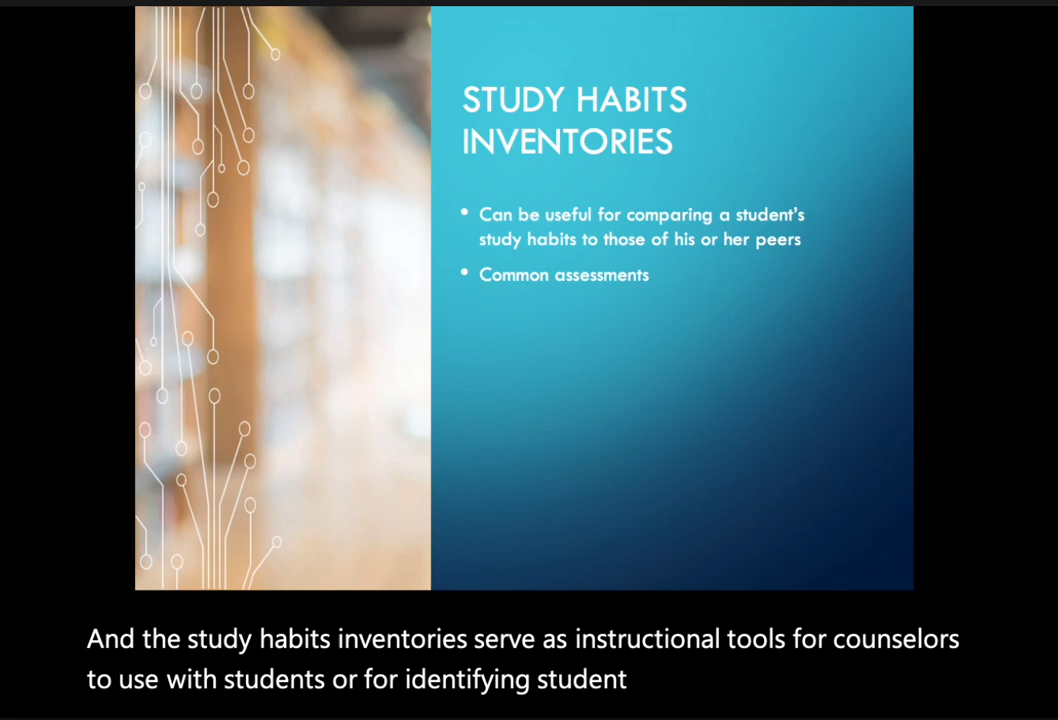 STUDY HABITS
INVENTORIES
• Can be useful for comparing a student's
study habits to those of his or her peers
• Common assessments
And the study habits inventories serve as instructional tools for counselors
to use with students or for identifying student